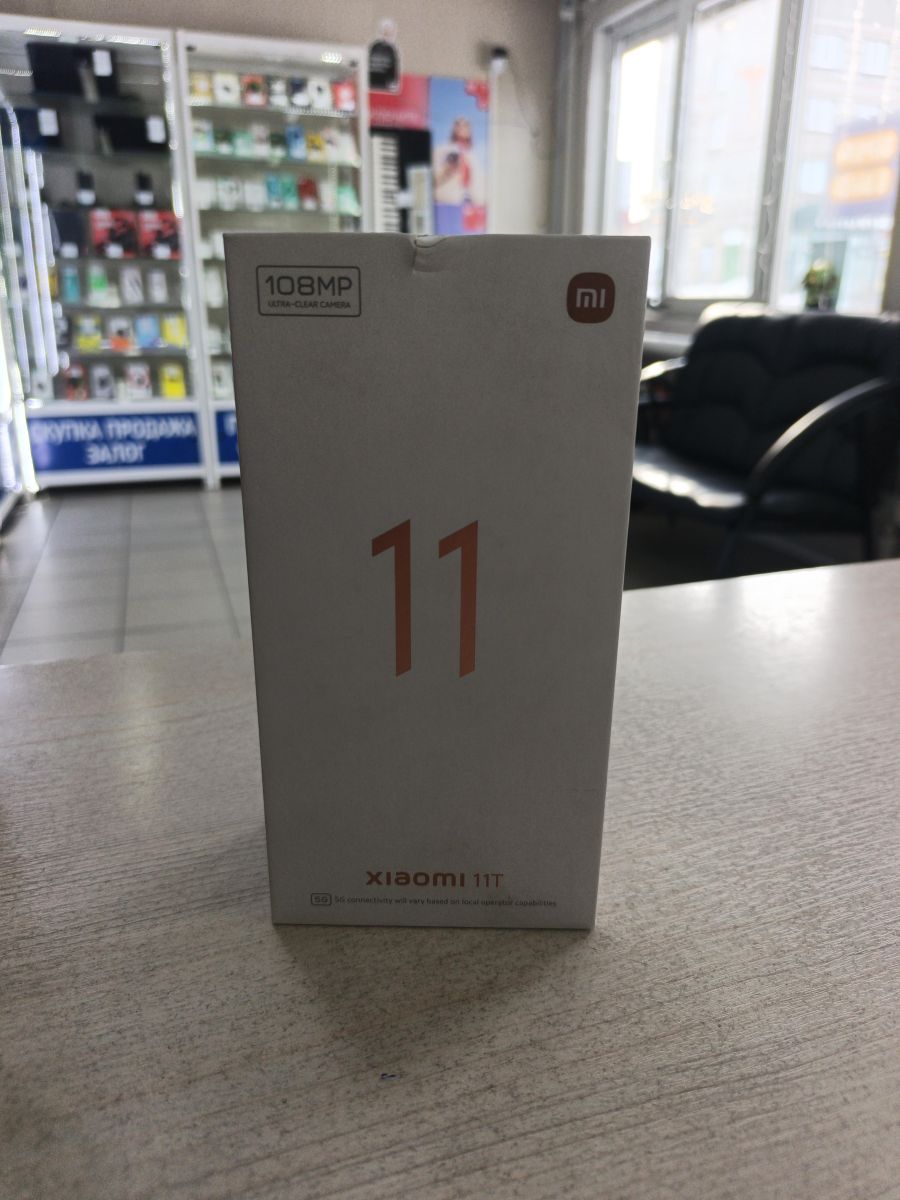 108MP
ULTRA-CLEAR CAMERA
mi
11
xiaomi 11T
5G 5G connectivity will vary based on local operator capabilities
СКУПКА ПРОДАЖА
ЗАЛОГ